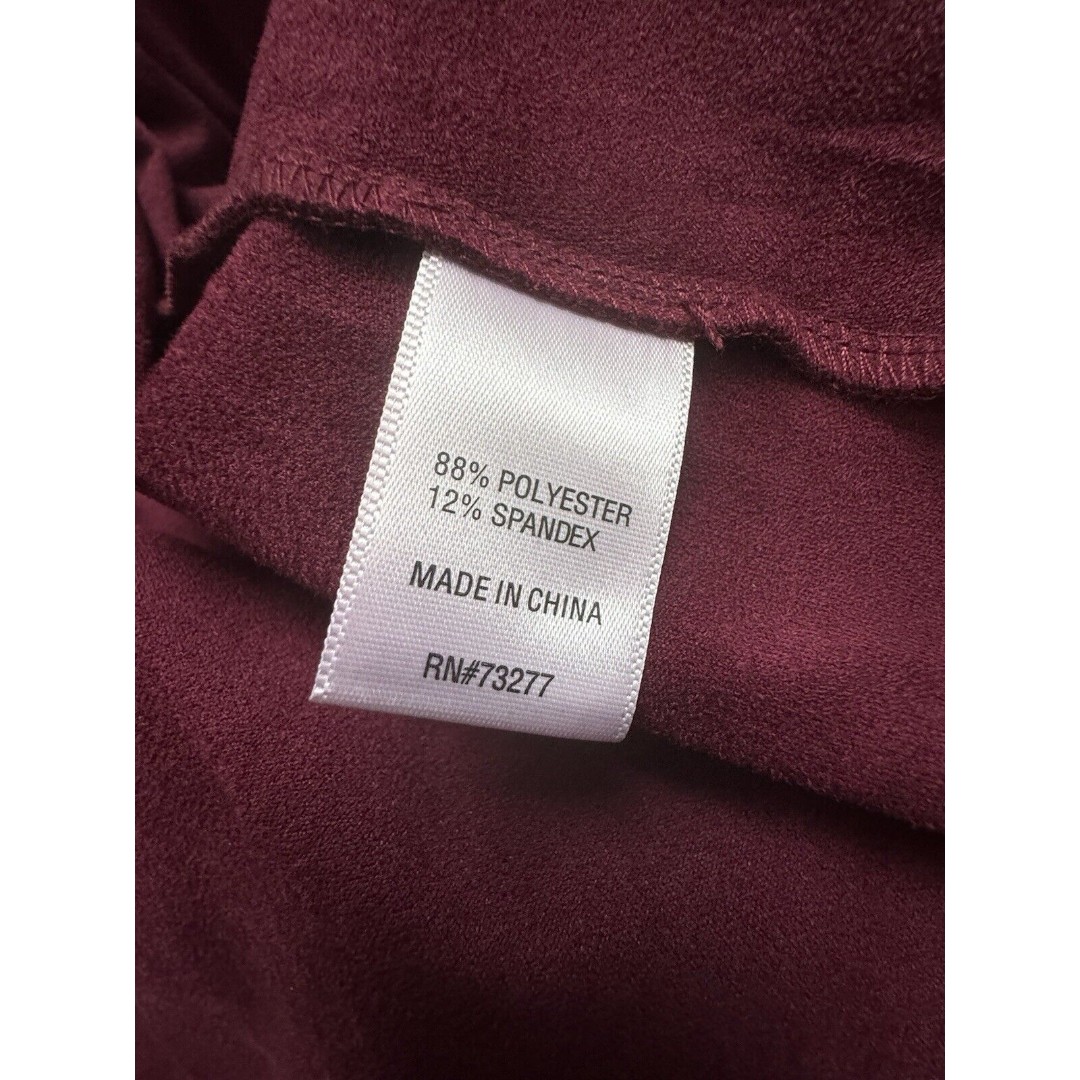 88% POLYESTER
12% SPANDEX
MADE IN CHINA
RN#73277